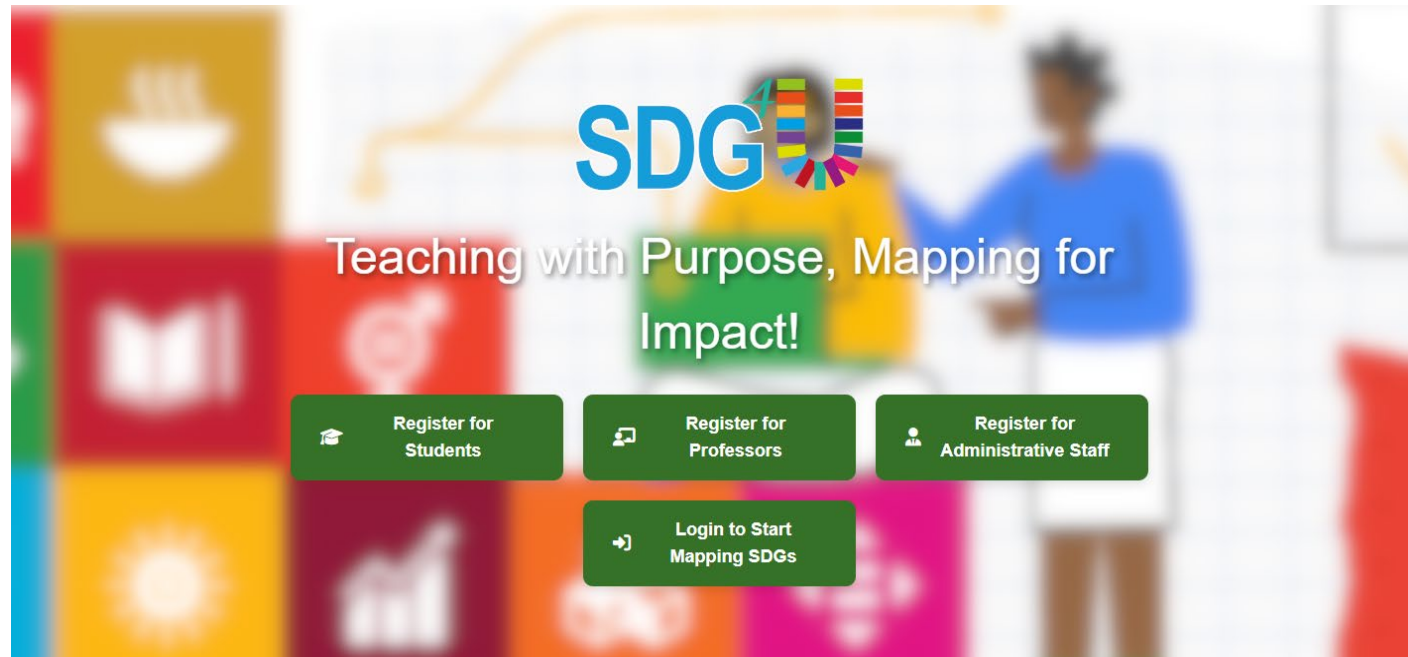 SDG4U
Teaching with Purpose, Mapping for
Impact!
Register for
Students
Register for
Professors
Register for
Administrative Staff
Login to Start
Mapping SDGs